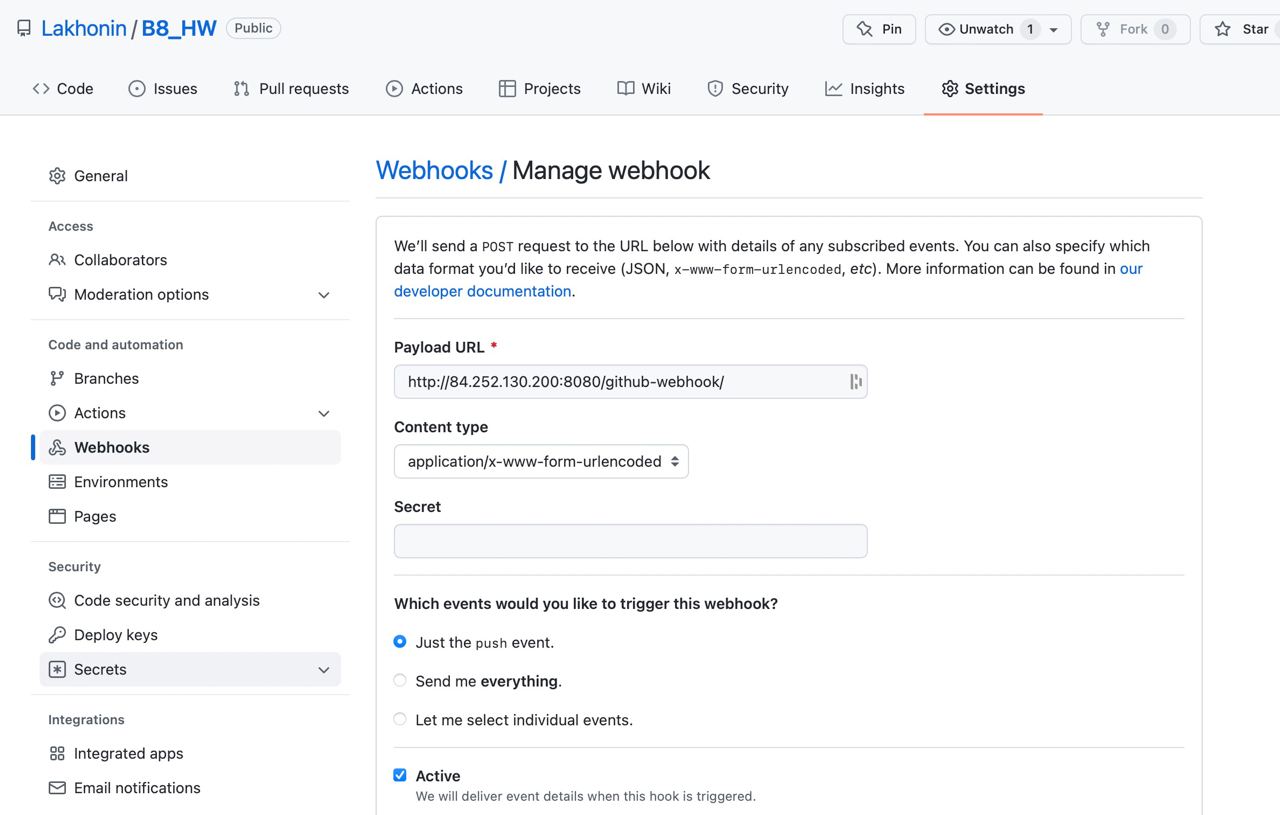 Lakhonin / B8_HW Public
Pin Unwatch 1 Fork 0 Star
Code Issues Pull requests Actions Projects Wiki Security Insights Settings
General
Access
Collaborators
Moderation options
Code and automation
Branches
Actions
Webhooks
Environments
Pages
Security
Code security and analysis
Deploy keys
Secrets
Integrations
Integrated apps
Email notifications
Webhooks / Manage webhook
We’ll send a POST request to the URL below with details of any subscribed events. You can also specify which
data format you’d like to receive (JSON, x-www-form-urlencoded, etc). More information can be found in our
developer documentation.
Payload URL *
http://84.252.130.200:8080/github-webhook/
Content type
application/x-www-form-urlencoded
Secret
Which events would you like to trigger this webhook?
Just the push event.
Send me everything.
Let me select individual events.
Active
We will deliver event details when this hook is triggered.